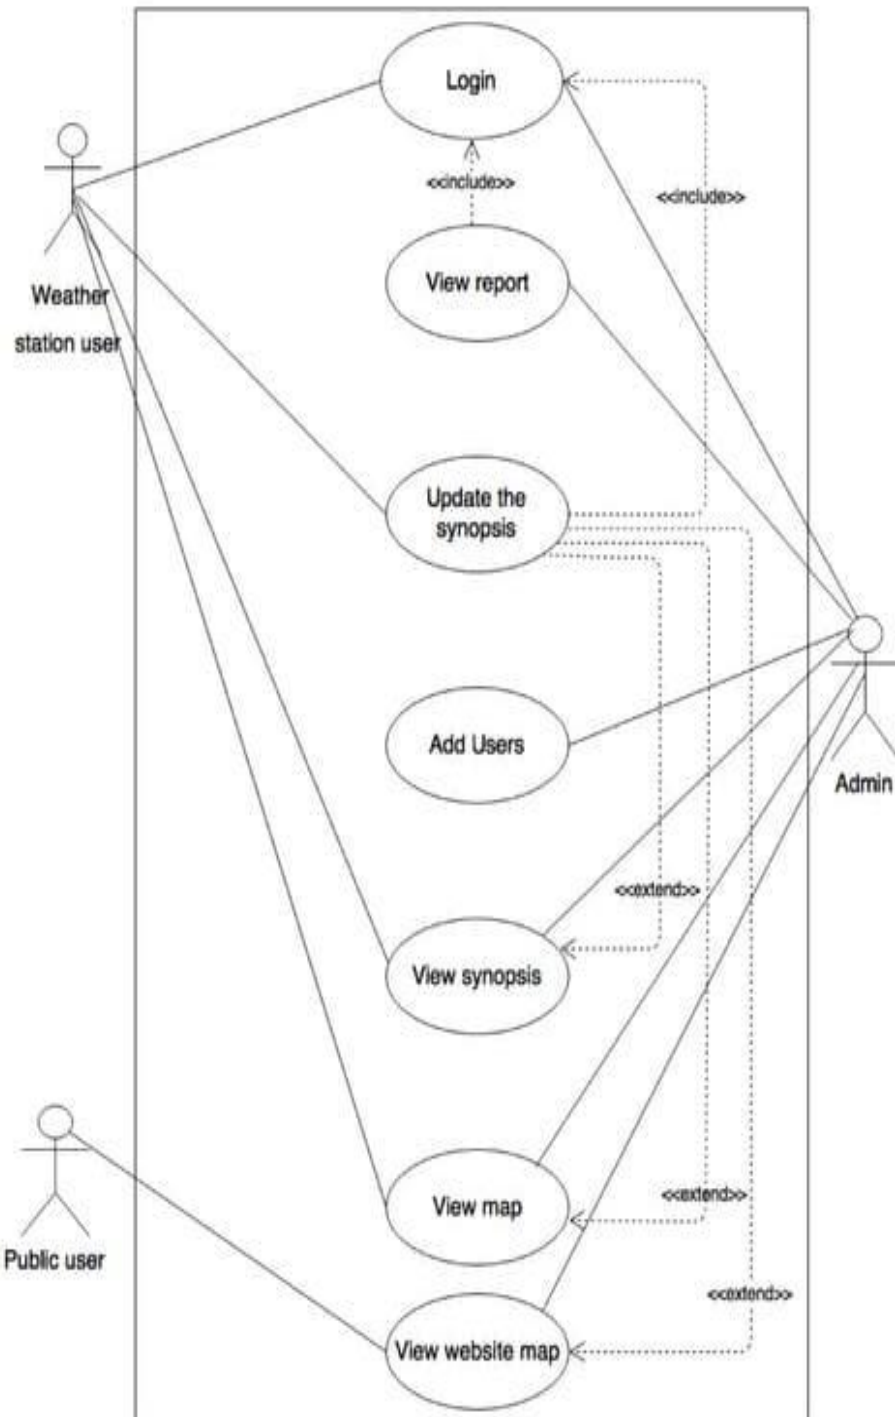 Login
<<include>>
<<include>>
View report
Weather
station user
Update the
synopsis
Add Users
Admin
<<extend>>
View synopsis
<<extend>>
View map
Public user
<<extend>>
View website map